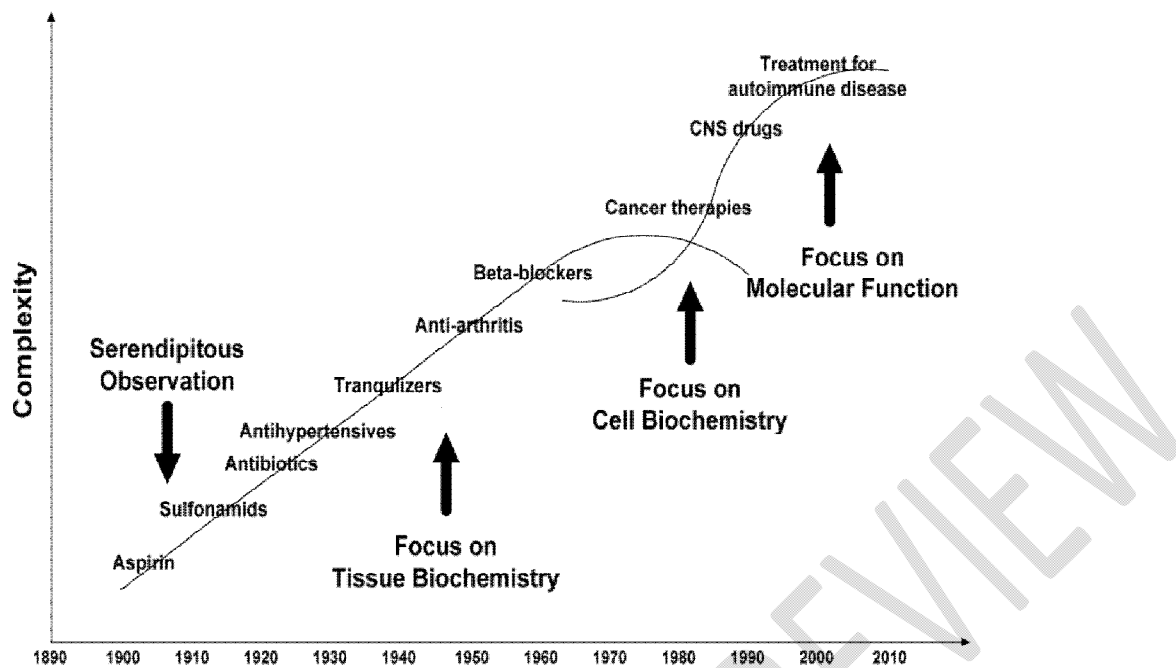 Complexity
Treatment for
autoimmune disease
CNS drugs
Cancer therapies
Focus on
Molecular Function
Beta-blockers
Anti-arthritis
Serendipitous
Observation
Tranqulizers
Focus on
Cell Biochemistry
Antihypertensives
Antibiotics
Sulfonamids
Focus on
Tissue Biochemistry
Aspirin
1890 1900 1910 1920 1930 1940 1950 1960 1970 1980 1990 2000 2010